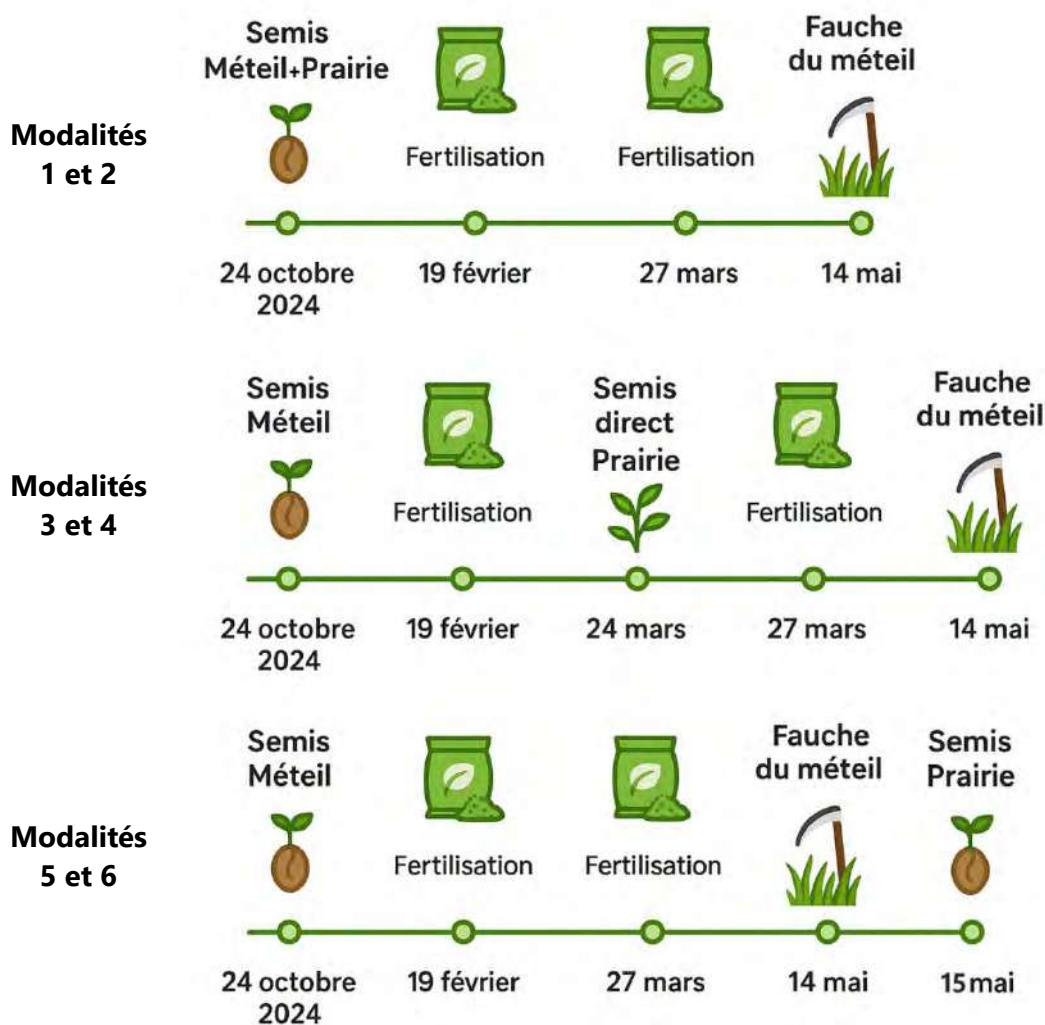 Semis
Méteil+Prairie
Fauche
du méteil
Modalités
1 et 2
Fertilisation
Fertilisation
24 octobre
2024
19 février
27 mars
14 mai
Semis
Méteil
Semis
direct
Prairie
Fauche
du méteil
Modalités
3 et 4
Fertilisation
Fertilisation
24 octobre
2024
19 février
24 mars
27 mars
14 mai
Semis
Méteil
Fauche
du méteil
Semis
Prairie
Modalités
5 et 6
Fertilisation
Fertilisation
24 octobre
2024
19 février
27 mars
14 mai
15 mai